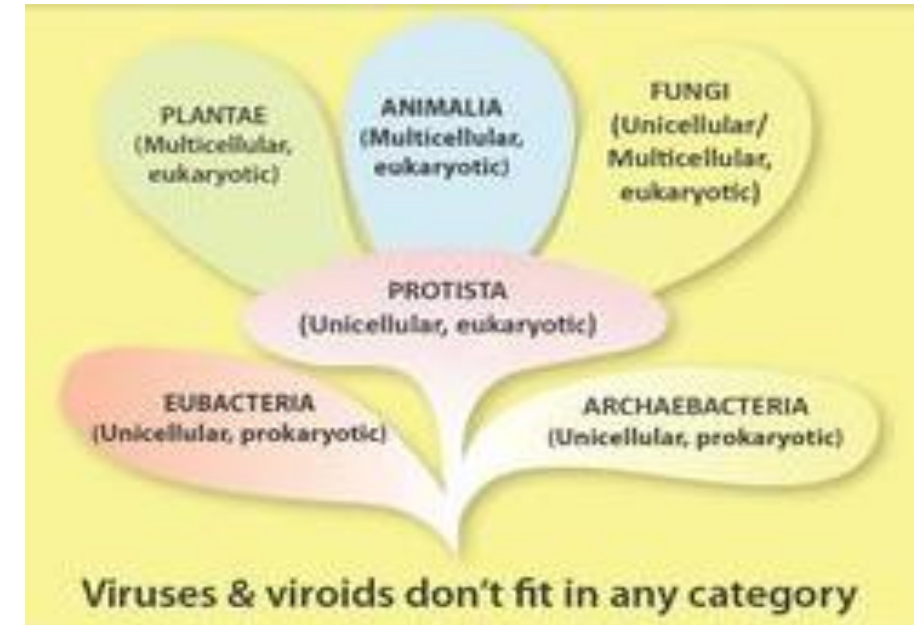 PLANTAE
(Multicellular,
eukaryotic)
ANIMALIA
(Multicellular,
eukaryotic)
FUNGI
(Unicellular/
Multicellular,
eukaryotic)
PROTISTA
(Unicellular, eukaryotic)
EUBACTERIA
(Unicellular, prokaryotic)
ARCHAEBACTERIA
(Unicellular, prokaryotic)
Viruses & viroids don't fit in any category